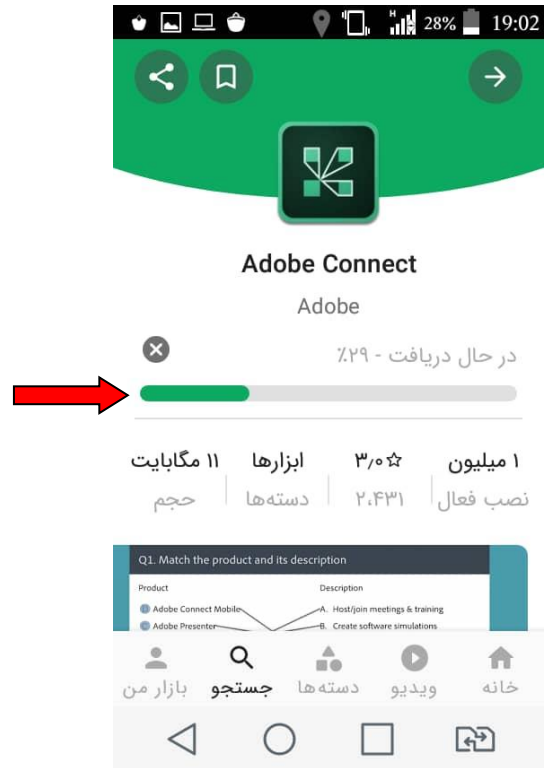 28% 19:02
H
Adobe Connect
Adobe
در حال دریافت - ۲۹٪
۱ میلیون ۳٫۰ ابزارها ۱۱ مگابایت
نصب فعال ۲،۴۳۱ دسته‌ها حجم
Q1. Match the product and its description
Product Description
Adobe Connect Mobile A. Host/join meetings & training
Adobe Presenter B. Create software simulations
خانه ویدیو دسته‌ها جستجو بازار من